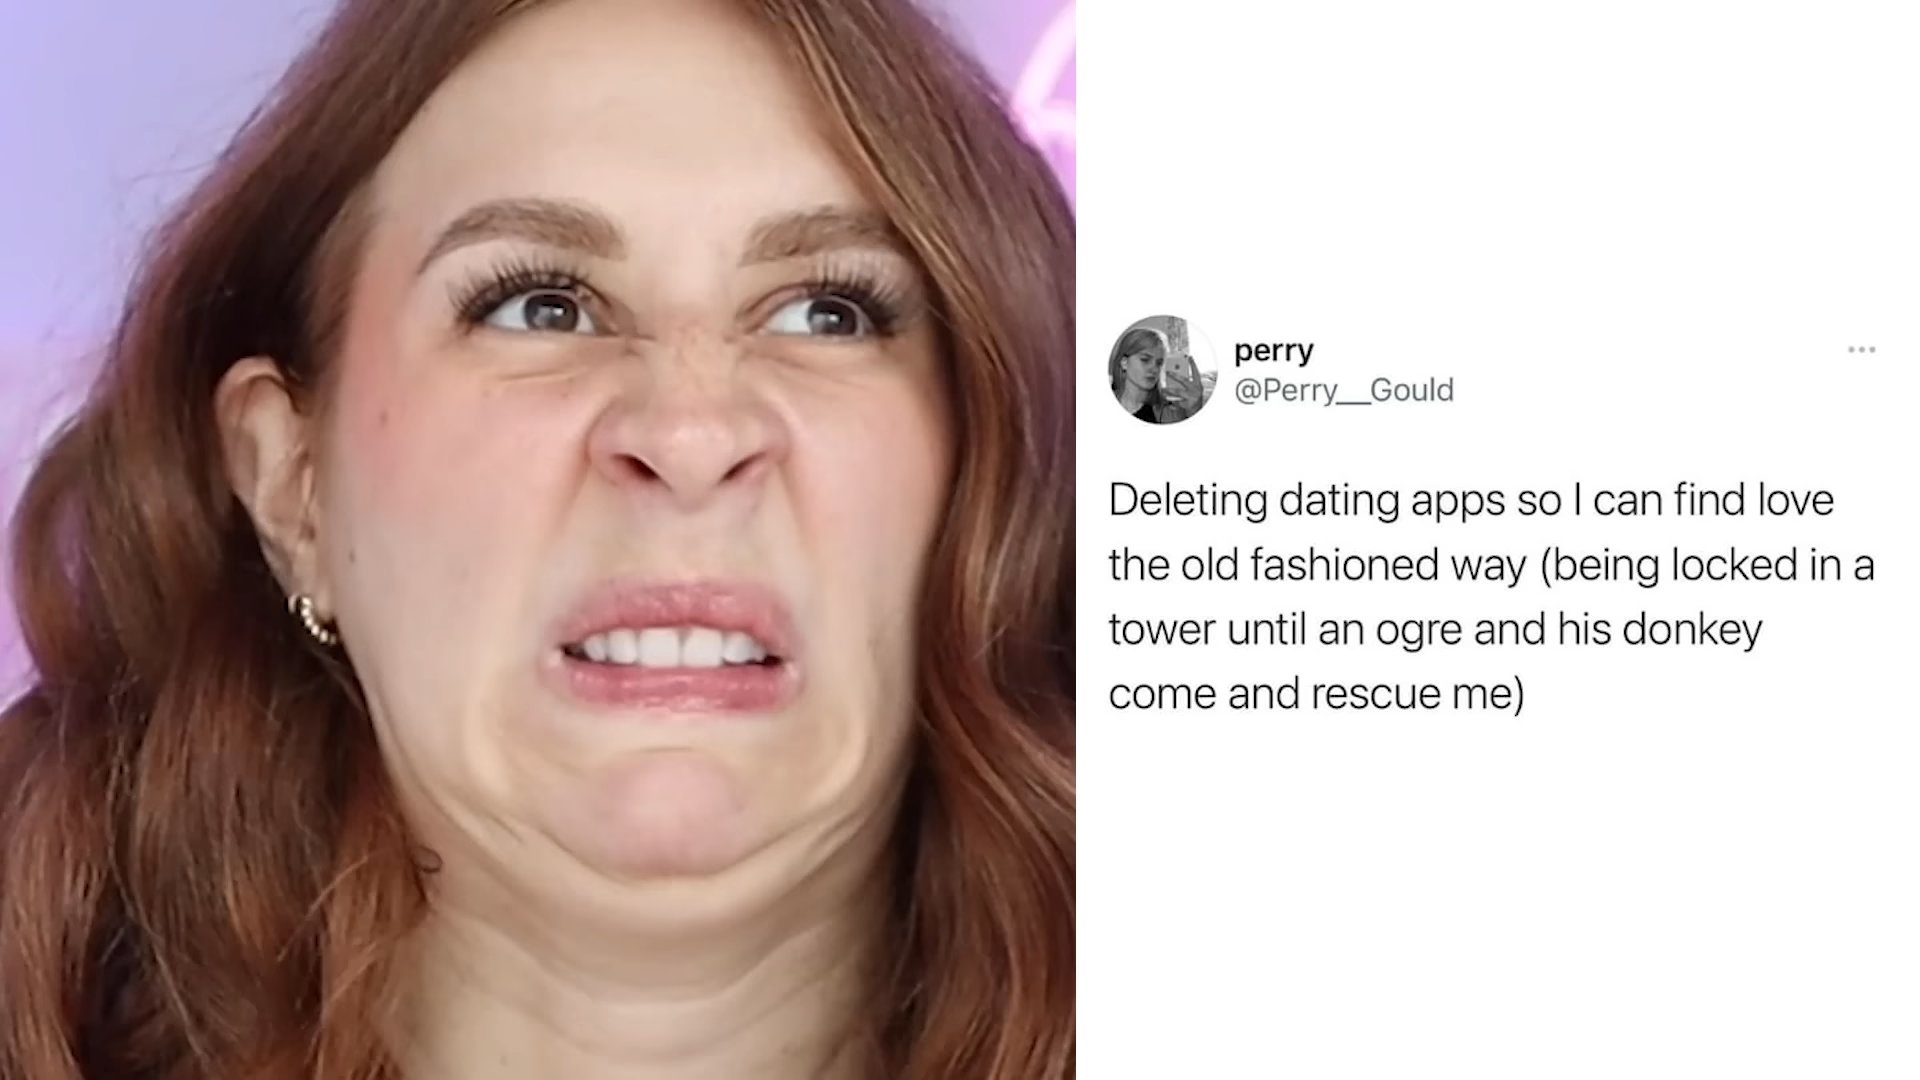 perry
@Perry__Gould
Deleting dating apps so I can find love
the old fashioned way (being locked in a
tower until an ogre and his donkey
come and rescue me)